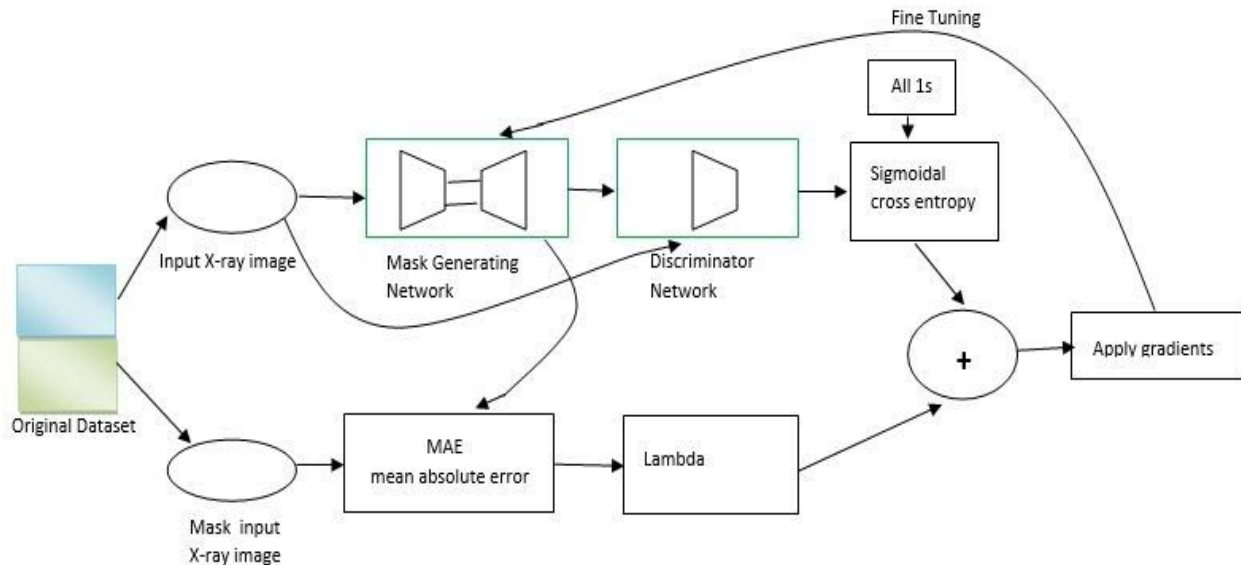 Fine Tuning
All 1s
Sigmoidal
cross entropy
Input X-ray image
Mask Generating
Network
Discriminator
Network
+
Apply gradients
Original Dataset
MAE
mean absolute error
Lambda
Mask input
X-ray image